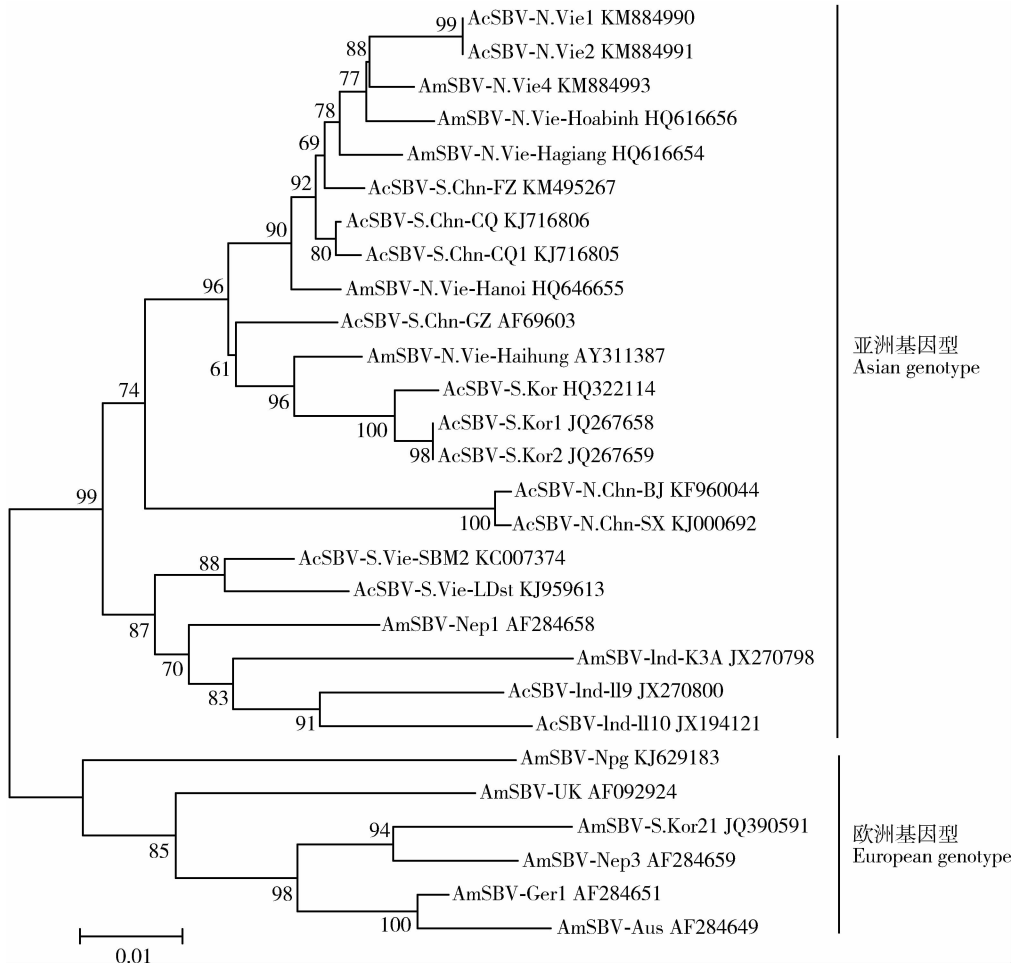 99
AcSBV-N.Vie1 KM884990
AcSBV-N.Vie2 KM884991
88
AmSBV-N.Vie4 KM884993
77
AmSBV-N.Vie-Hoabinh HQ616656
78
AmSBV-N.Vie-Hagiang HQ616654
69
AcSBV-S.Chn-FZ KM495267
92
AcSBV-S.Chn-CQ KJ716806
80
AcSBV-S.Chn-CQ1 KJ716805
90
AmSBV-N.Vie-Hanoi HQ646655
96
AcSBV-S.Chn-GZ AF69603
61
AmSBV-N.Vie-Haihung AY311387
96
AcSBV-S.Kor HQ322114
100
AcSBV-S.Kor1 JQ267658
98
AcSBV-S.Kor2 JQ267659
74
AcSBV-N.Chn-BJ KF960044
100
AcSBV-N.Chn-SX KJ000692
99
88
AcSBV-S.Vie-SBM2 KC007374
AcSBV-S.Vie-LDst KJ959613
87
AmSBV-Nep1 AF284658
70
AmSBV-lnd-K3A JX270798
83
AcSBV-lnd-ll9 JX270800
91
AcSBV-lnd-ll10 JX194121
亚洲基因型
Asian genotype
AmSBV-Npg KJ629183
AmSBV-UK AF092924
85
94
AmSBV-S.Kor21 JQ390591
AmSBV-Nep3 AF284659
98
AmSBV-Ger1 AF284651
100
AmSBV-Aus AF284649
欧洲基因型
European genotype
0.01